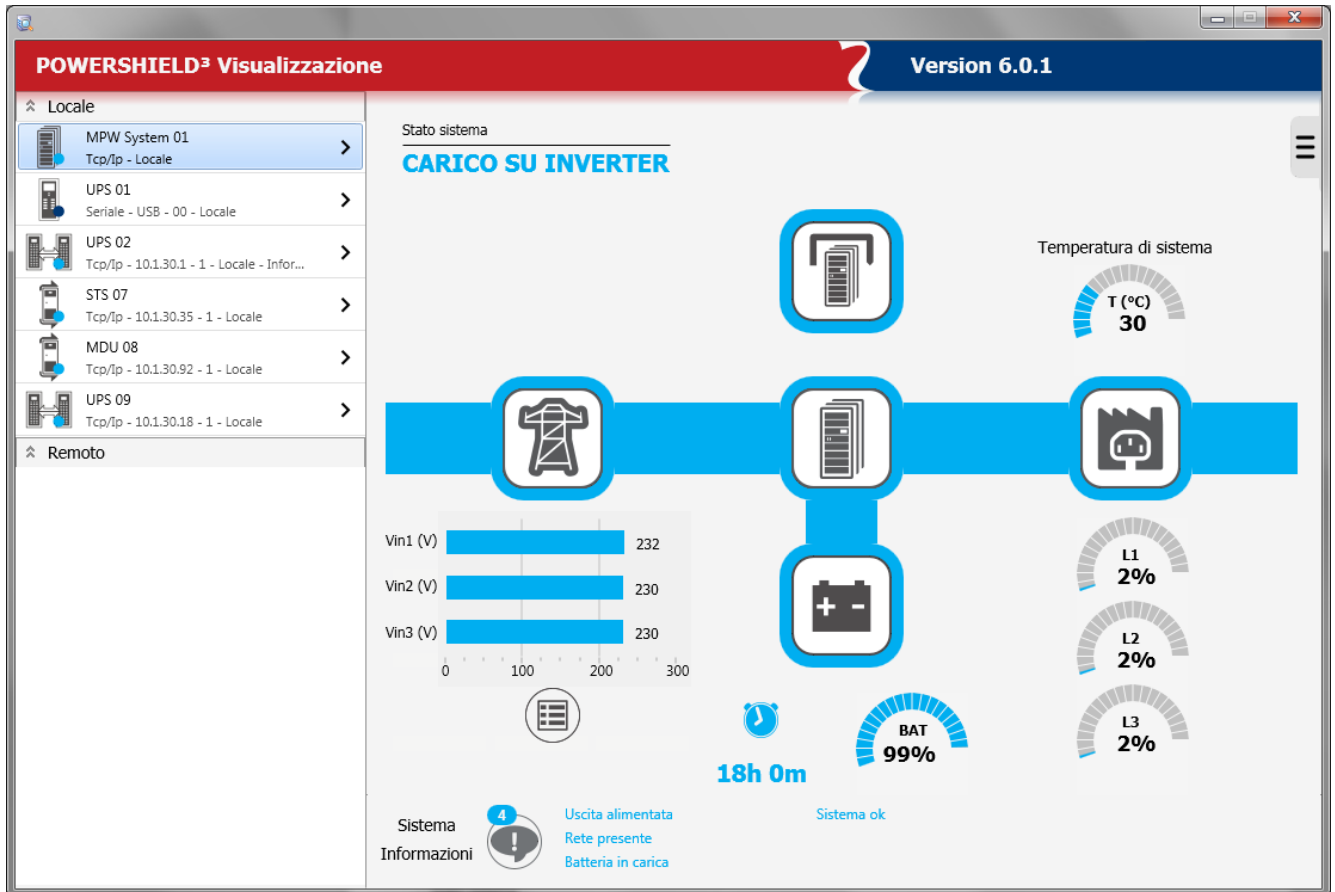 POWERSHIELD³ Visualizzazione
Version 6.0.1
Locale
MPW System 01
Tcp/Ip - Locale
UPS 01
Seriale - USB - 00 - Locale
UPS 02
Tcp/Ip - 10.1.30.1 - 1 - Locale - Infor...
STS 07
Tcp/Ip - 10.1.30.35 - 1 - Locale
MDU 08
Tcp/Ip - 10.1.30.92 - 1 - Locale
UPS 09
Tcp/Ip - 10.1.30.18 - 1 - Locale
Remoto
Stato sistema
CARICO SU INVERTER
Temperatura di sistema
T (°C)
30
Vin1 (V) 232
Vin2 (V) 230
Vin3 (V) 230
0 100 200 300
L1
2%
L2
2%
L3
2%
BAT
99%
18h 0m
Sistema
Informazioni
4
Uscita alimentata
Rete presente
Batteria in carica
Sistema ok